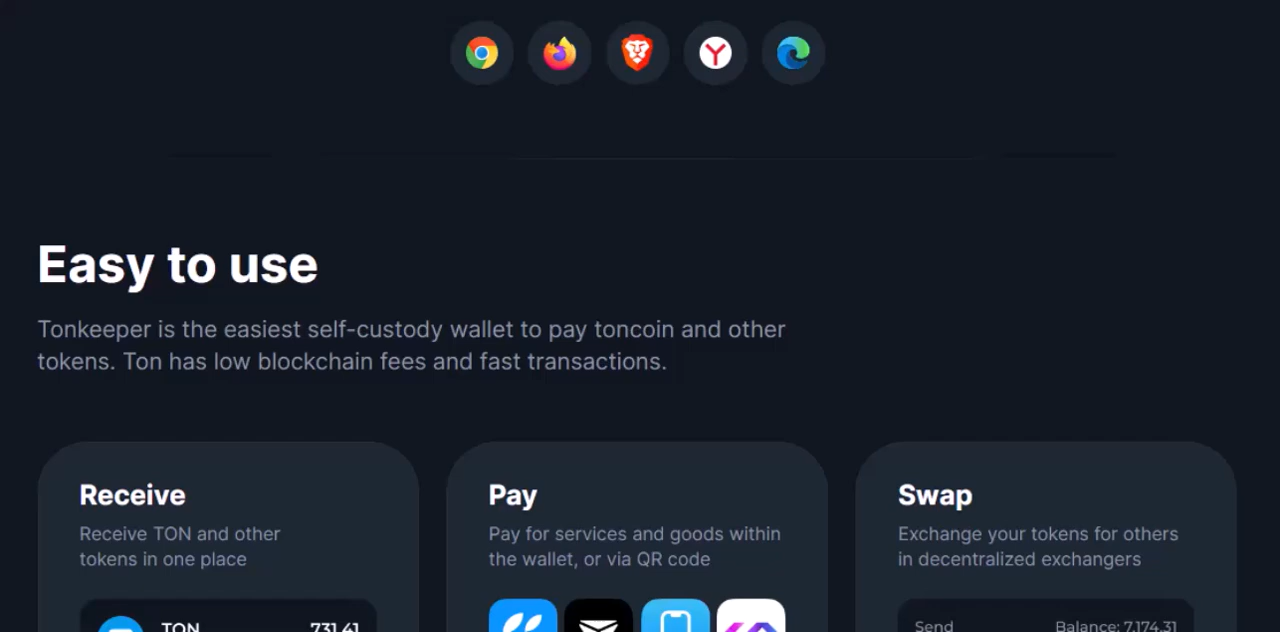 Easy to use
Tonkeeper is the easiest self-custody wallet to pay toncoin and other
tokens. Ton has low blockchain fees and fast transactions.
Receive
Receive TON and other
tokens in one place
TON 731.41
Pay
Pay for services and goods within
the wallet, or via QR code
Swap
Exchange your tokens for others
in decentralized exchangers
Send Balance: 7,174.31